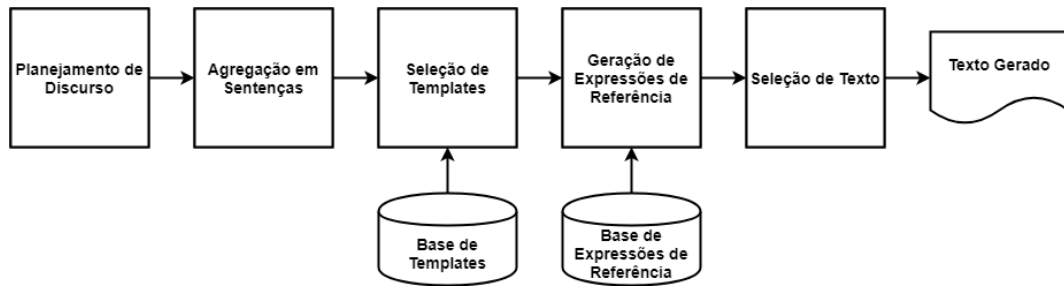 Planejamento de
Discurso
Agregação em
Sentenças
Seleção de
Templates
Geração de
Expressões de
Referência
Seleção de Texto
Texto Gerado
Base de
Templates
Base de
Expressões de
Referência